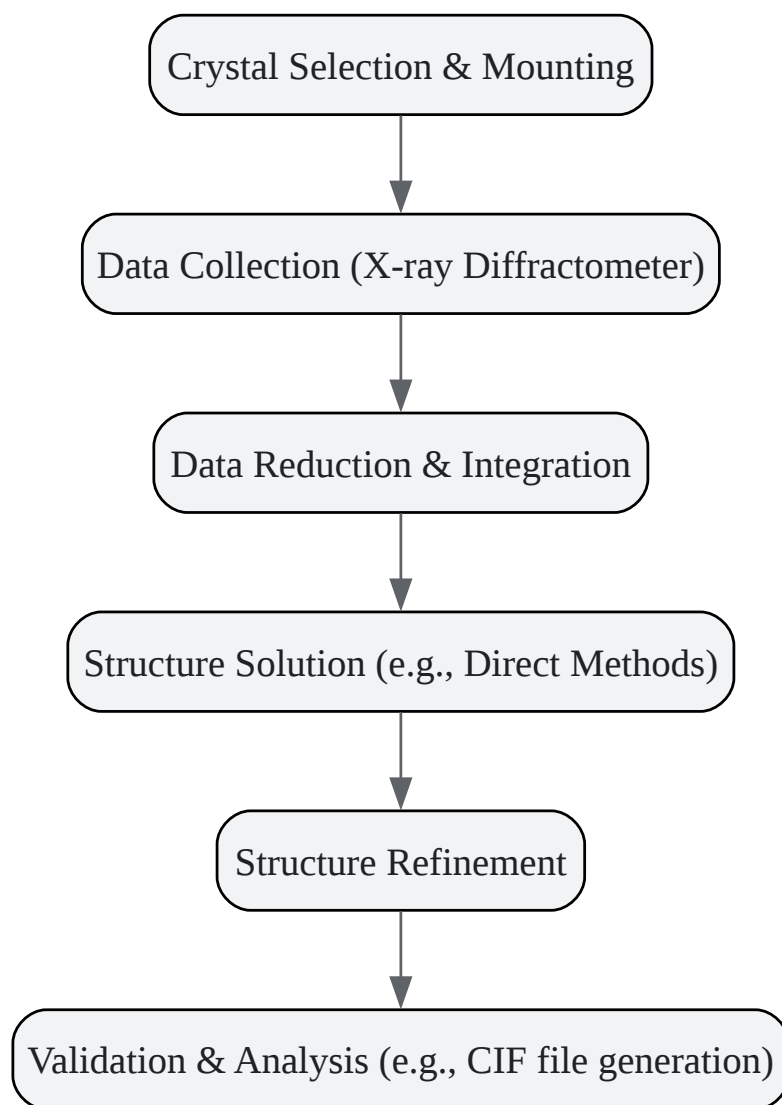 Crystal Selection & Mounting
Data Collection (X-ray Diffractometer)
Data Reduction & Integration
Structure Solution (e.g., Direct Methods)
Structure Refinement
Validation & Analysis (e.g., CIF file generation)